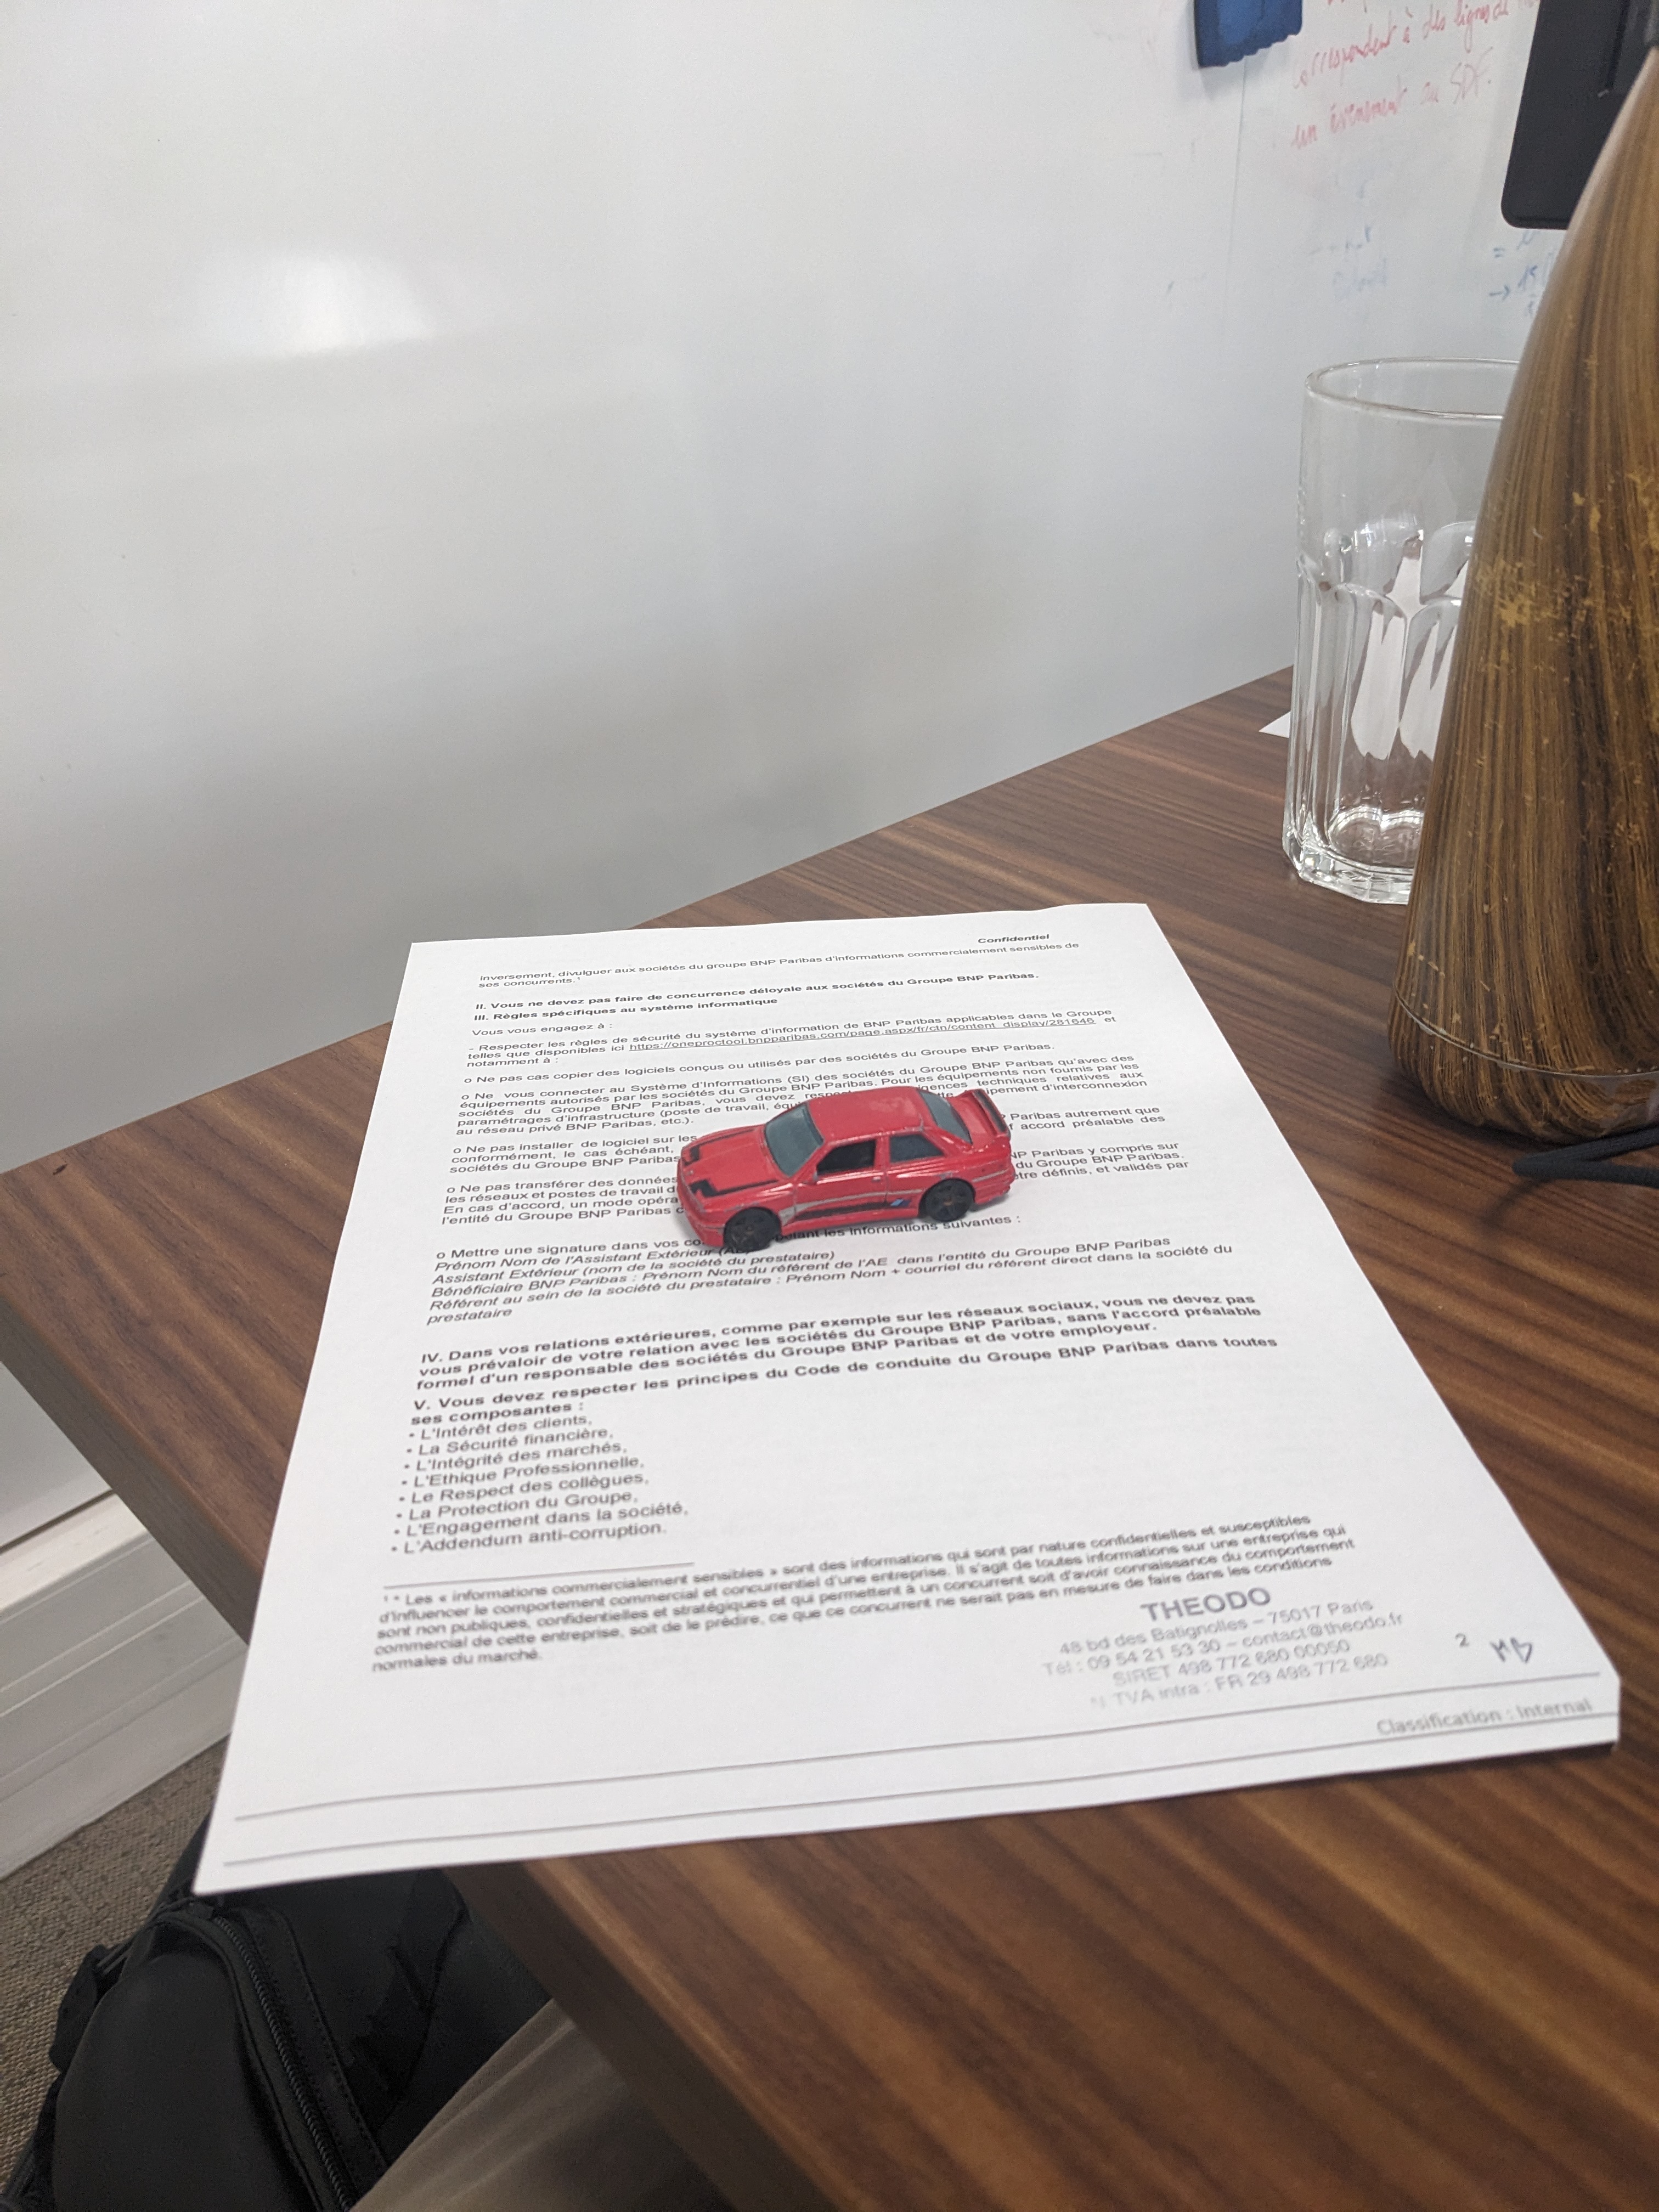 correspondent à des lignes de
un évènement au SDF.
Confidentiel
inversement, divulguer aux sociétés du groupe BNP Paribas d'informations commercialement sensibles de
ses concurrents.¹
II. Vous ne devez pas faire de concurrence déloyale aux sociétés du Groupe BNP Paribas.
III. Règles spécifiques au système informatique
Vous vous engagez à :
- Respecter les règles de sécurité du système d'information de BNP Paribas applicables dans le Groupe
telles que disponibles ici https://oneproctool.bnpparibas.com/page.aspx/fr/ctn/content_display/281646 et
notamment à :
o Ne pas cas copier des logiciels conçus ou utilisés par des sociétés du Groupe BNP Paribas.
o Ne vous connecter au Système d'Informations (SI) des sociétés du Groupe BNP Paribas qu'avec des
équipements autorisés par les sociétés du Groupe BNP Paribas. Pour les équipements non fournis par les
sociétés du Groupe BNP Paribas, vous devez techniques relatives aux
paramétrages d'infrastructure (poste de travail, d'interconnexion
au réseau privé BNP Paribas, etc.).
o Ne pas installer de logiciel sur les Paribas autrement que
conformément, le cas échéant, accord préalable des
sociétés du Groupe BNP Paribas
o Ne pas transférer des données Paribas y compris sur
les réseaux et postes de travail du Groupe BNP Paribas.
En cas d'accord, un mode définis, et validés par
l'entité du Groupe BNP Paribas
o Mettre une signature dans vos les informations suivantes :
Prénom Nom de l'Assistant Extérieur
Assistant Extérieur (nom de la société du prestataire)
Bénéficiaire BNP Paribas : Prénom Nom du référent de l'AE dans l'entité du Groupe BNP Paribas
Référent au sein de la société du prestataire : Prénom Nom + courriel du référent direct dans la société du
prestataire
IV. Dans vos relations extérieures, comme par exemple sur les réseaux sociaux, vous ne devez pas
vous prévaloir de votre relation avec les sociétés du Groupe BNP Paribas, sans l'accord préalable
formel d'un responsable des sociétés du Groupe BNP Paribas et de votre employeur.
V. Vous devez respecter les principes du Code de conduite du Groupe BNP Paribas dans toutes
ses composantes :
• L'Intérêt des clients,
• La Sécurité financière,
• L'Intégrité des marchés,
• L'Ethique Professionnelle,
• Le Respect des collègues,
• La Protection du Groupe,
• L'Engagement dans la société,
• L'Addendum anti-corruption.
¹ « Les « informations commercialement sensibles » sont des informations qui sont par nature confidentielles et susceptibles
d'influencer le comportement commercial et concurrentiel d'une entreprise. Il s'agit de toutes informations sur une entreprise qui
sont non publiques, confidentielles et stratégiques et qui permettent à un concurrent soit d'avoir connaissance du comportement
commercial de cette entreprise, soit de le prédire, ce que ce concurrent ne serait pas en mesure de faire dans les conditions
normales du marché.
THEODO
48 bd des Batignolles – 75017 Paris
Tél : 09 54 21 53 30 – contact@theodo.fr
SIRET 498 772 680 00050
TVA intra : FR 29 498 772 680
2 MB
Classification : Internal